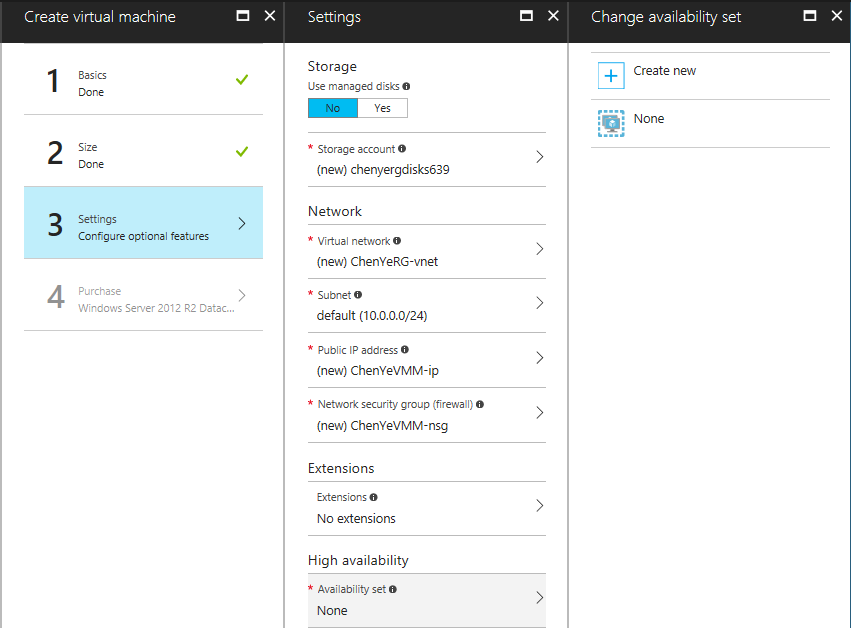 Create virtual machine
1
Basics
Done
2
Size
Done
3
Settings
Configure optional features
4
Purchase
Windows Server 2012 R2 Datac...
Settings
Storage
Use managed disks
No Yes
* Storage account
(new) chenyergdisks639
Network
* Virtual network
(new) ChenYeRG-vnet
* Subnet
default (10.0.0.0/24)
* Public IP address
(new) ChenYeVMM-ip
* Network security group (firewall)
(new) ChenYeVMM-nsg
Extensions
Extensions
No extensions
High availability
* Availability set
None
Change availability set
Create new
None